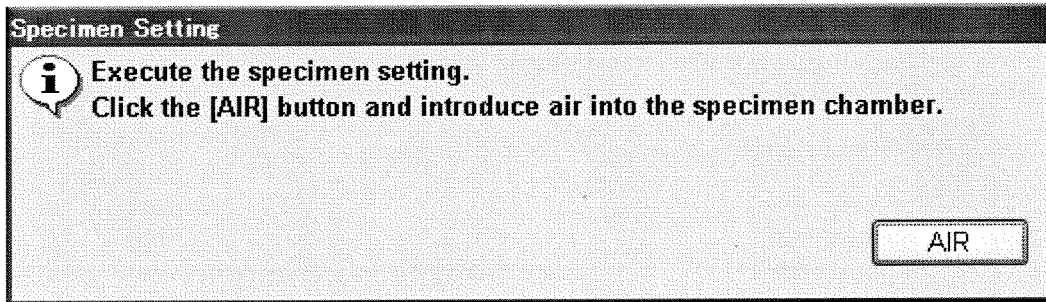 Specimen Setting
Execute the specimen setting.
Click the [AIR] button and introduce air into the specimen chamber.
AIR